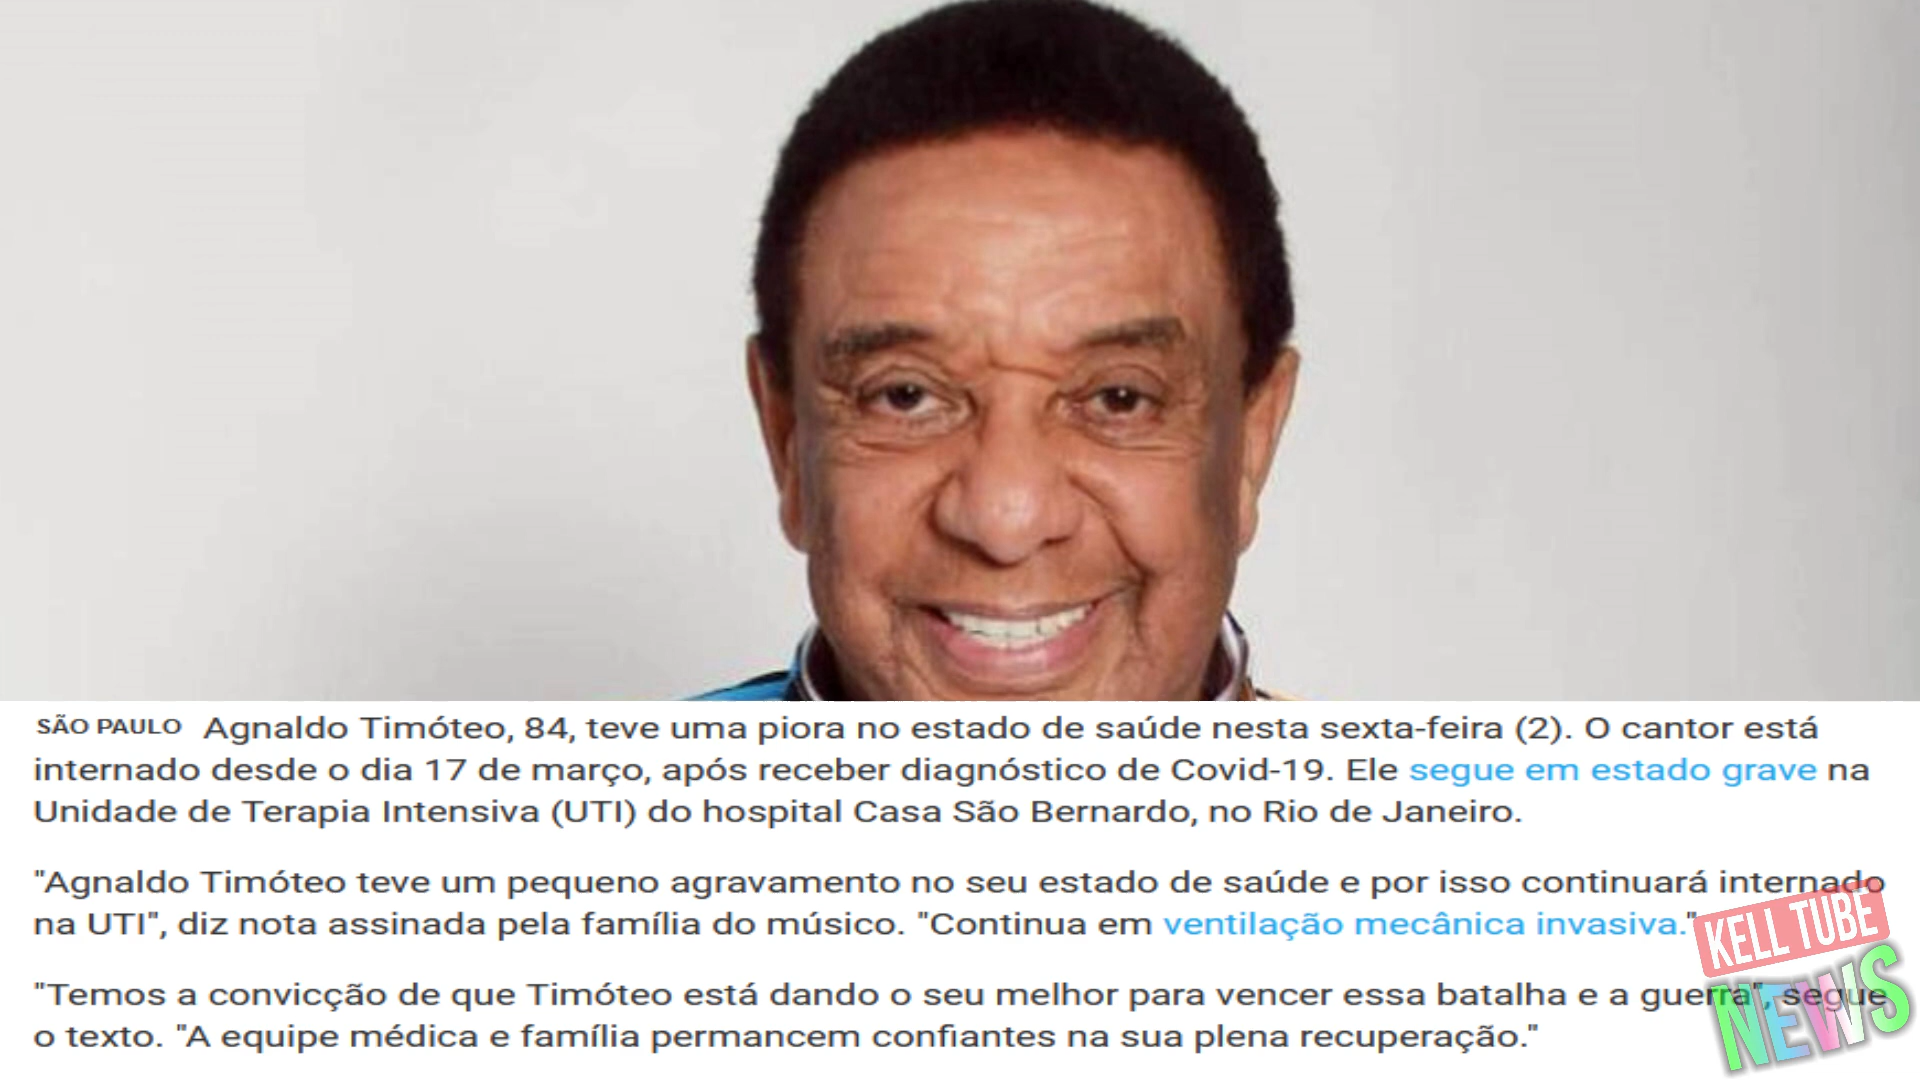 SÃO PAULO Agnaldo Timóteo, 84, teve uma piora no estado de saúde nesta sexta-feira (2). O cantor está
internado desde o dia 17 de março, após receber diagnóstico de Covid-19. Ele segue em estado grave na
Unidade de Terapia Intensiva (UTI) do hospital Casa São Bernardo, no Rio de Janeiro.
"Agnaldo Timóteo teve um pequeno agravamento no seu estado de saúde e por isso continuará internado
na UTI", diz nota assinada pela família do músico. "Continua em ventilação mecânica invasiva."
"Temos a convicção de que Timóteo está dando o seu melhor para vencer essa batalha e a guerra", segue
o texto. "A equipe médica e família permancem confiantes na sua plena recuperação."
KELL TUBE
NEWS